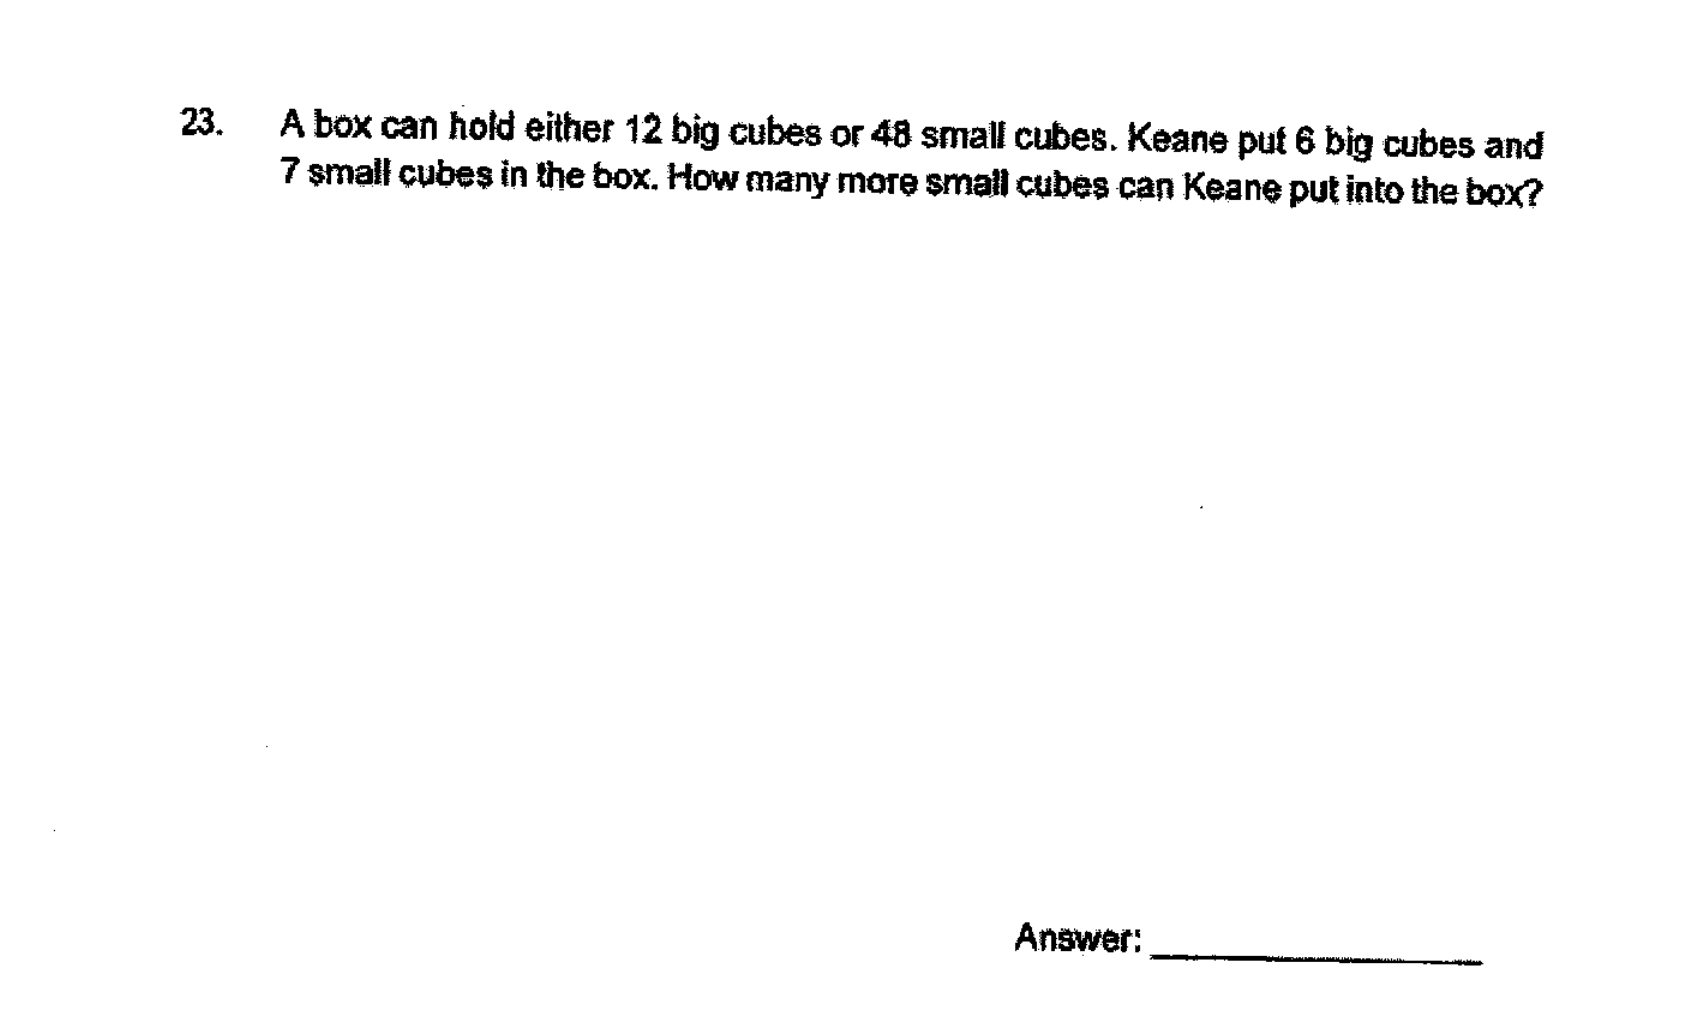 23. A box can hold either 12 big cubes or 48 small cubes. Keane put 6 big cubes and
7 small cubes in the box. How many more small cubes can Keane put into the box?
Answer: